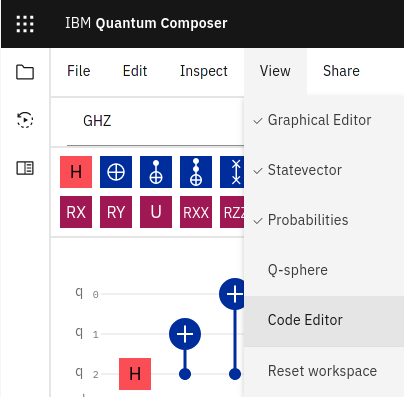 IBM Quantum Composer
File Edit Inspect View Share
GHZ
✓ Graphical Editor
H
✓ Statevector
RX RY U RXX RZZ
✓ Probabilities
Q-sphere
q 0
Code Editor
q 1
Reset workspace
q 2 H